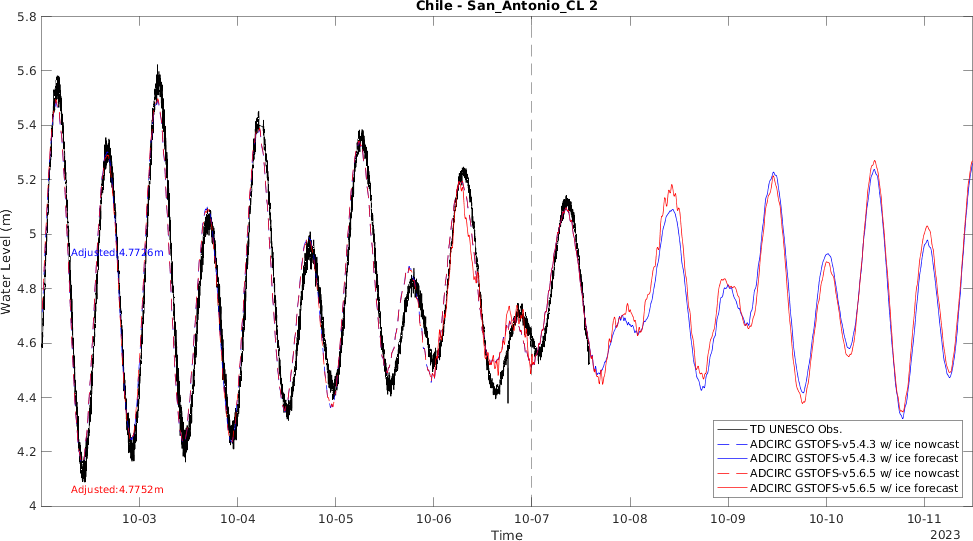 Chile - San_Antonio_CL 2
5.8
5.6
5.4
5.2
5
4.8
4.6
4.4
4.2
4
Water Level (m)
Adjusted:4.7726m
Adjusted:4.7752m
TD UNESCO Obs.
ADCIRC GSTOFS-v5.4.3 w/ ice nowcast
ADCIRC GSTOFS-v5.4.3 w/ ice forecast
ADCIRC GSTOFS-v5.6.5 w/ ice nowcast
ADCIRC GSTOFS-v5.6.5 w/ ice forecast
10-03 10-04 10-05 10-06 10-07 10-08 10-09 10-10 10-11
Time
2023